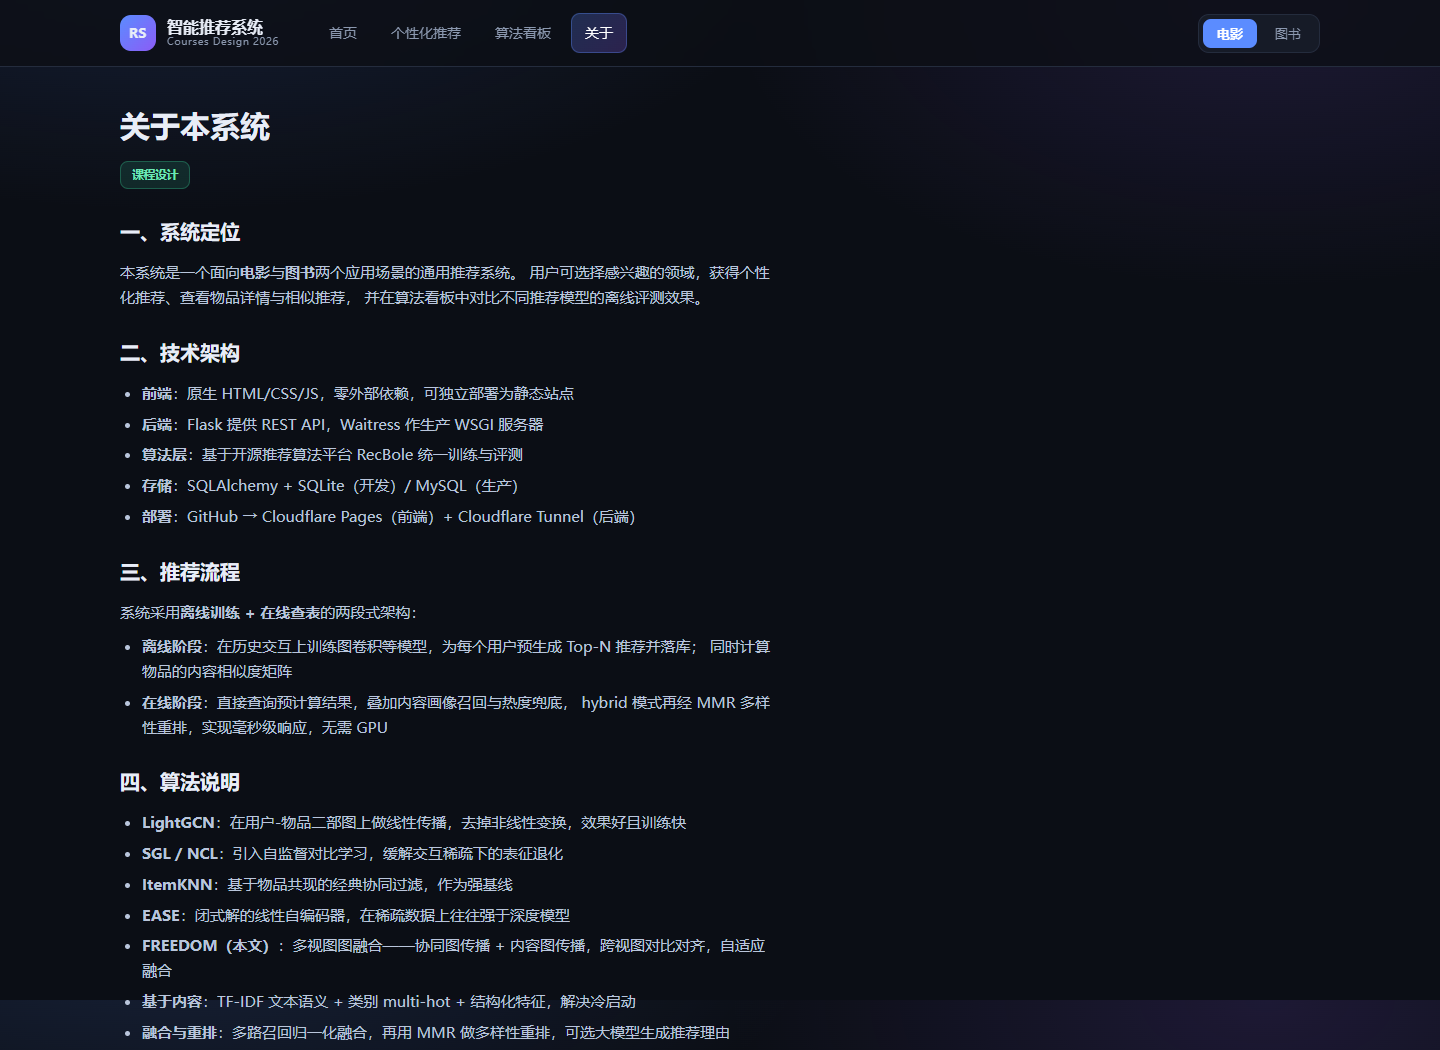 RS
智能推荐系统
Courses Design 2026
首页
个性化推荐
算法看板
关于
电影
图书
关于本系统
课程设计
一、系统定位
本系统是一个面向电影与图书两个应用场景的通用推荐系统。 用户可选择感兴趣的领域，获得个性
化推荐、查看物品详情与相似推荐， 并在算法看板中对比不同推荐模型的离线评测效果。
二、技术架构
• 前端：原生 HTML/CSS/JS，零外部依赖，可独立部署为静态站点
• 后端：Flask 提供 REST API，Waitress 作生产 WSGI 服务器
• 算法层：基于开源推荐算法平台 RecBole 统一训练与评测
• 存储：SQLAlchemy + SQLite（开发）/ MySQL（生产）
• 部署：GitHub → Cloudflare Pages（前端）+ Cloudflare Tunnel（后端）
三、推荐流程
系统采用离线训练 + 在线查表的两段式架构：
• 离线阶段：在历史交互上训练图卷积等模型，为每个用户预生成 Top-N 推荐并落库； 同时计算
物品的内容相似度矩阵
• 在线阶段：直接查询预计算结果，叠加内容画像召回与热度兜底， hybrid 模式再经 MMR 多样
性重排，实现毫秒级响应，无需 GPU
四、算法说明
• LightGCN：在用户-物品二部图上做线性传播，去掉非线性变换，效果好且训练快
• SGL / NCL：引入自监督对比学习，缓解交互稀疏下的表征退化
• ItemKNN：基于物品共现的经典协同过滤，作为强基线
• EASE：闭式解的线性自编码器，在稀疏数据上往往强于深度模型
• FREEDOM（本文）：多视图图融合——协同图传播 + 内容图传播，跨视图对比对齐，自适应
融合
• 基于内容：TF-IDF 文本语义 + 类别 multi-hot + 结构化特征，解决冷启动
• 融合与重排：多路召回归一化融合，再用 MMR 做多样性重排，可选大模型生成推荐理由